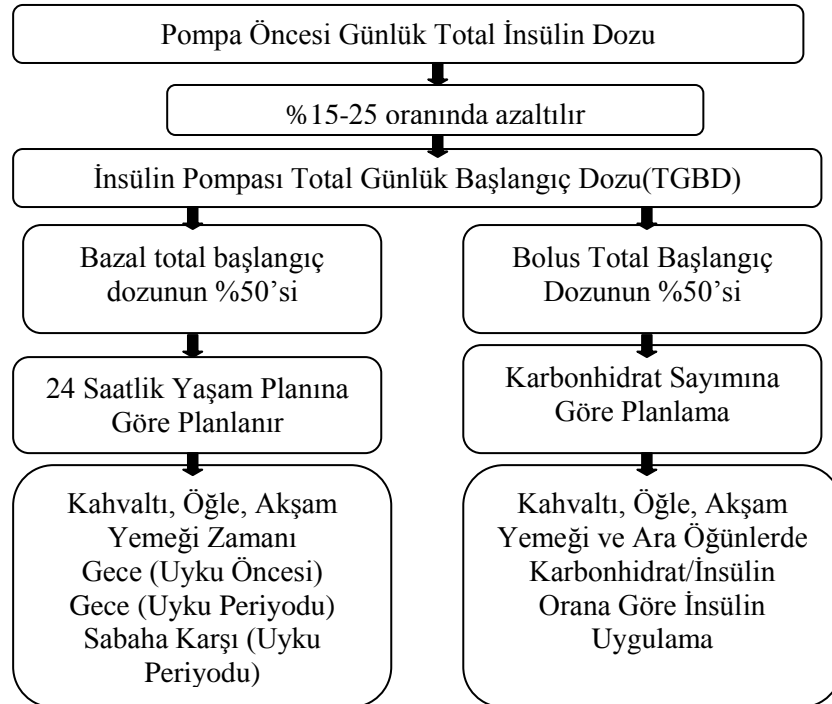 Pompa Öncesi Günlük Total İnsülin Dozu
%15-25 oranında azaltılır
İnsülin Pompası Total Günlük Başlangıç Dozu(TGBD)
Bazal total başlangıç
dozunun %50’si
Bolus Total Başlangıç
Dozunun %50’si
24 Saatlik Yaşam Planına
Göre Planlanır
Karbonhidrat Sayımına
Göre Planlama
Kahvaltı, Öğle, Akşam
Yemeği Zamanı
Gece (Uyku Öncesi)
Gece (Uyku Periyodu)
Sabaha Karşı (Uyku
Periyodu)
Kahvaltı, Öğle, Akşam
Yemeği ve Ara Öğünlerde
Karbonhidrat/İnsülin
Orana Göre İnsülin
Uygulama